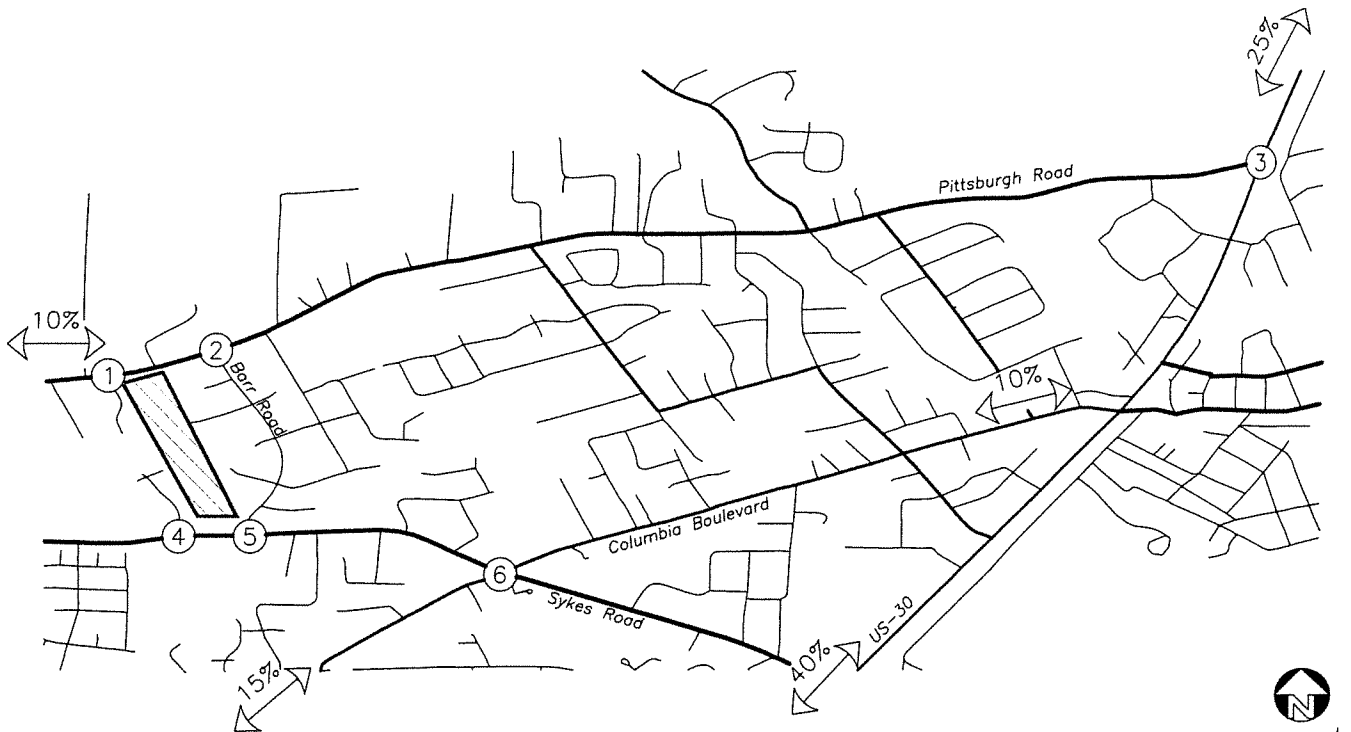 25%
3
Pittsburgh Road
10%
2
1
Barr Road
10%
4
5
Columbia Boulevard
6
Sykes Road
US-30
15%
40%
N